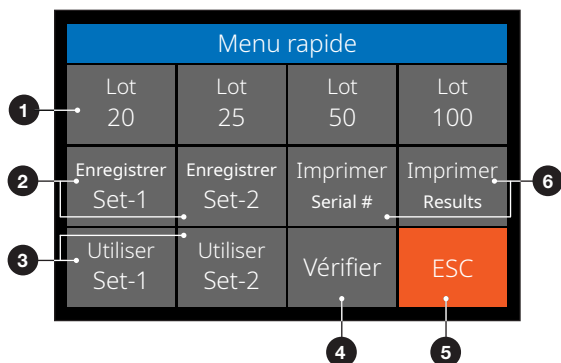 Menu rapide
Lot Lot Lot Lot
1 20 25 50 100
2 Enregistrer Enregistrer Imprimer Imprimer 6
Set-1 Set-2 Serial # Results
3 Utiliser Utiliser Vérifier ESC
Set-1 Set-2
4 5